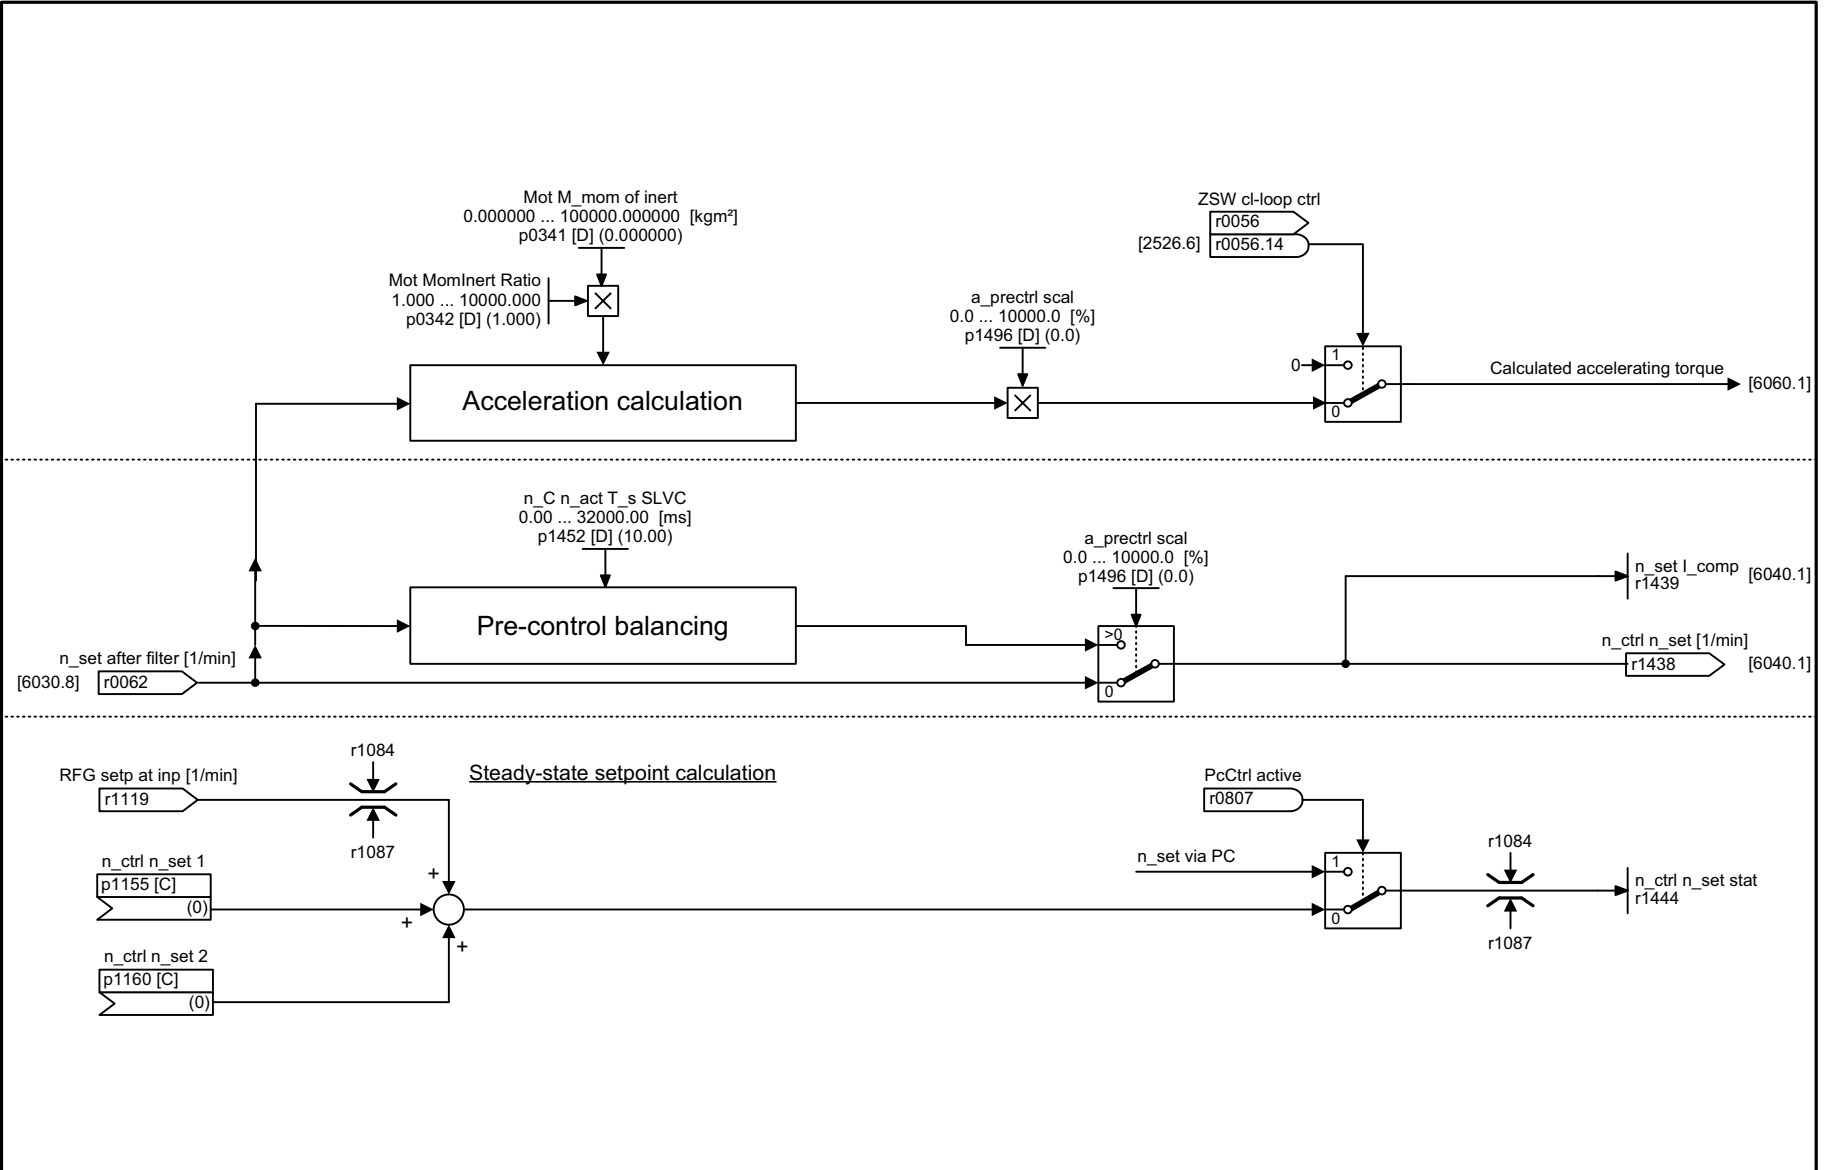 Mot M_mom of inert
0.000000 ... 100000.000000 [kgm²]
p0341 [D] (0.000000)
Mot MomInert Ratio
1.000 ... 10000.000
p0342 [D] (1.000)
ZSW cl-loop ctrl
r0056
[2526.6] r0056.14
a_prectrl scal
0.0 ... 10000.0 [%]
p1496 [D] (0.0)
Acceleration calculation
0
1
0
Calculated accelerating torque
[6060.1]
n_C n_act T_s SLVC
0.00 ... 32000.00 [ms]
p1452 [D] (10.00)
Pre-control balancing
a_prectrl scal
0.0 ... 10000.0 [%]
p1496 [D] (0.0)
>0
0
n_set I_comp
r1439
[6040.1]
n_ctrl n_set [1/min]
r1438
[6040.1]
n_set after filter [1/min]
[6030.8] r0062
Steady-state setpoint calculation
r1084
RFG setp at inp [1/min]
r1119
r1087
n_ctrl n_set 1
p1155 [C]
(0)
+
+
+
n_ctrl n_set 2
p1160 [C]
(0)
PcCtrl active
r0807
n_set via PC
1
0
r1084
r1087
n_ctrl n_set stat
r1444